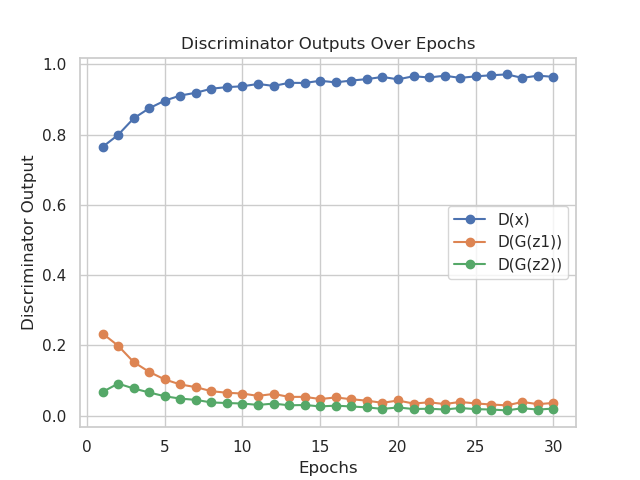 Discriminator Outputs Over Epochs
Discriminator Output
1.0
0.8
0.6
0.4
0.2
0.0
D(x)
D(G(z1))
D(G(z2))
0 5 10 15 20 25 30
Epochs